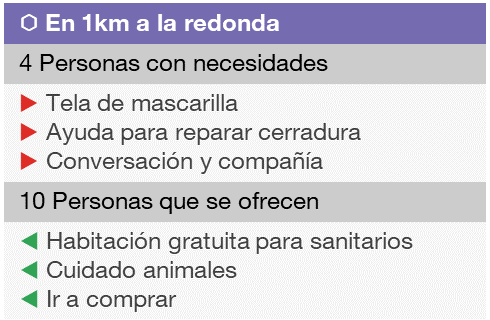 En 1km a la redonda
4 Personas con necesidades
Tela de mascarilla
Ayuda para reparar cerradura
Conversación y compañía
10 Personas que se ofrecen
Habitación gratuita para sanitarios
Cuidado animales
Ir a comprar